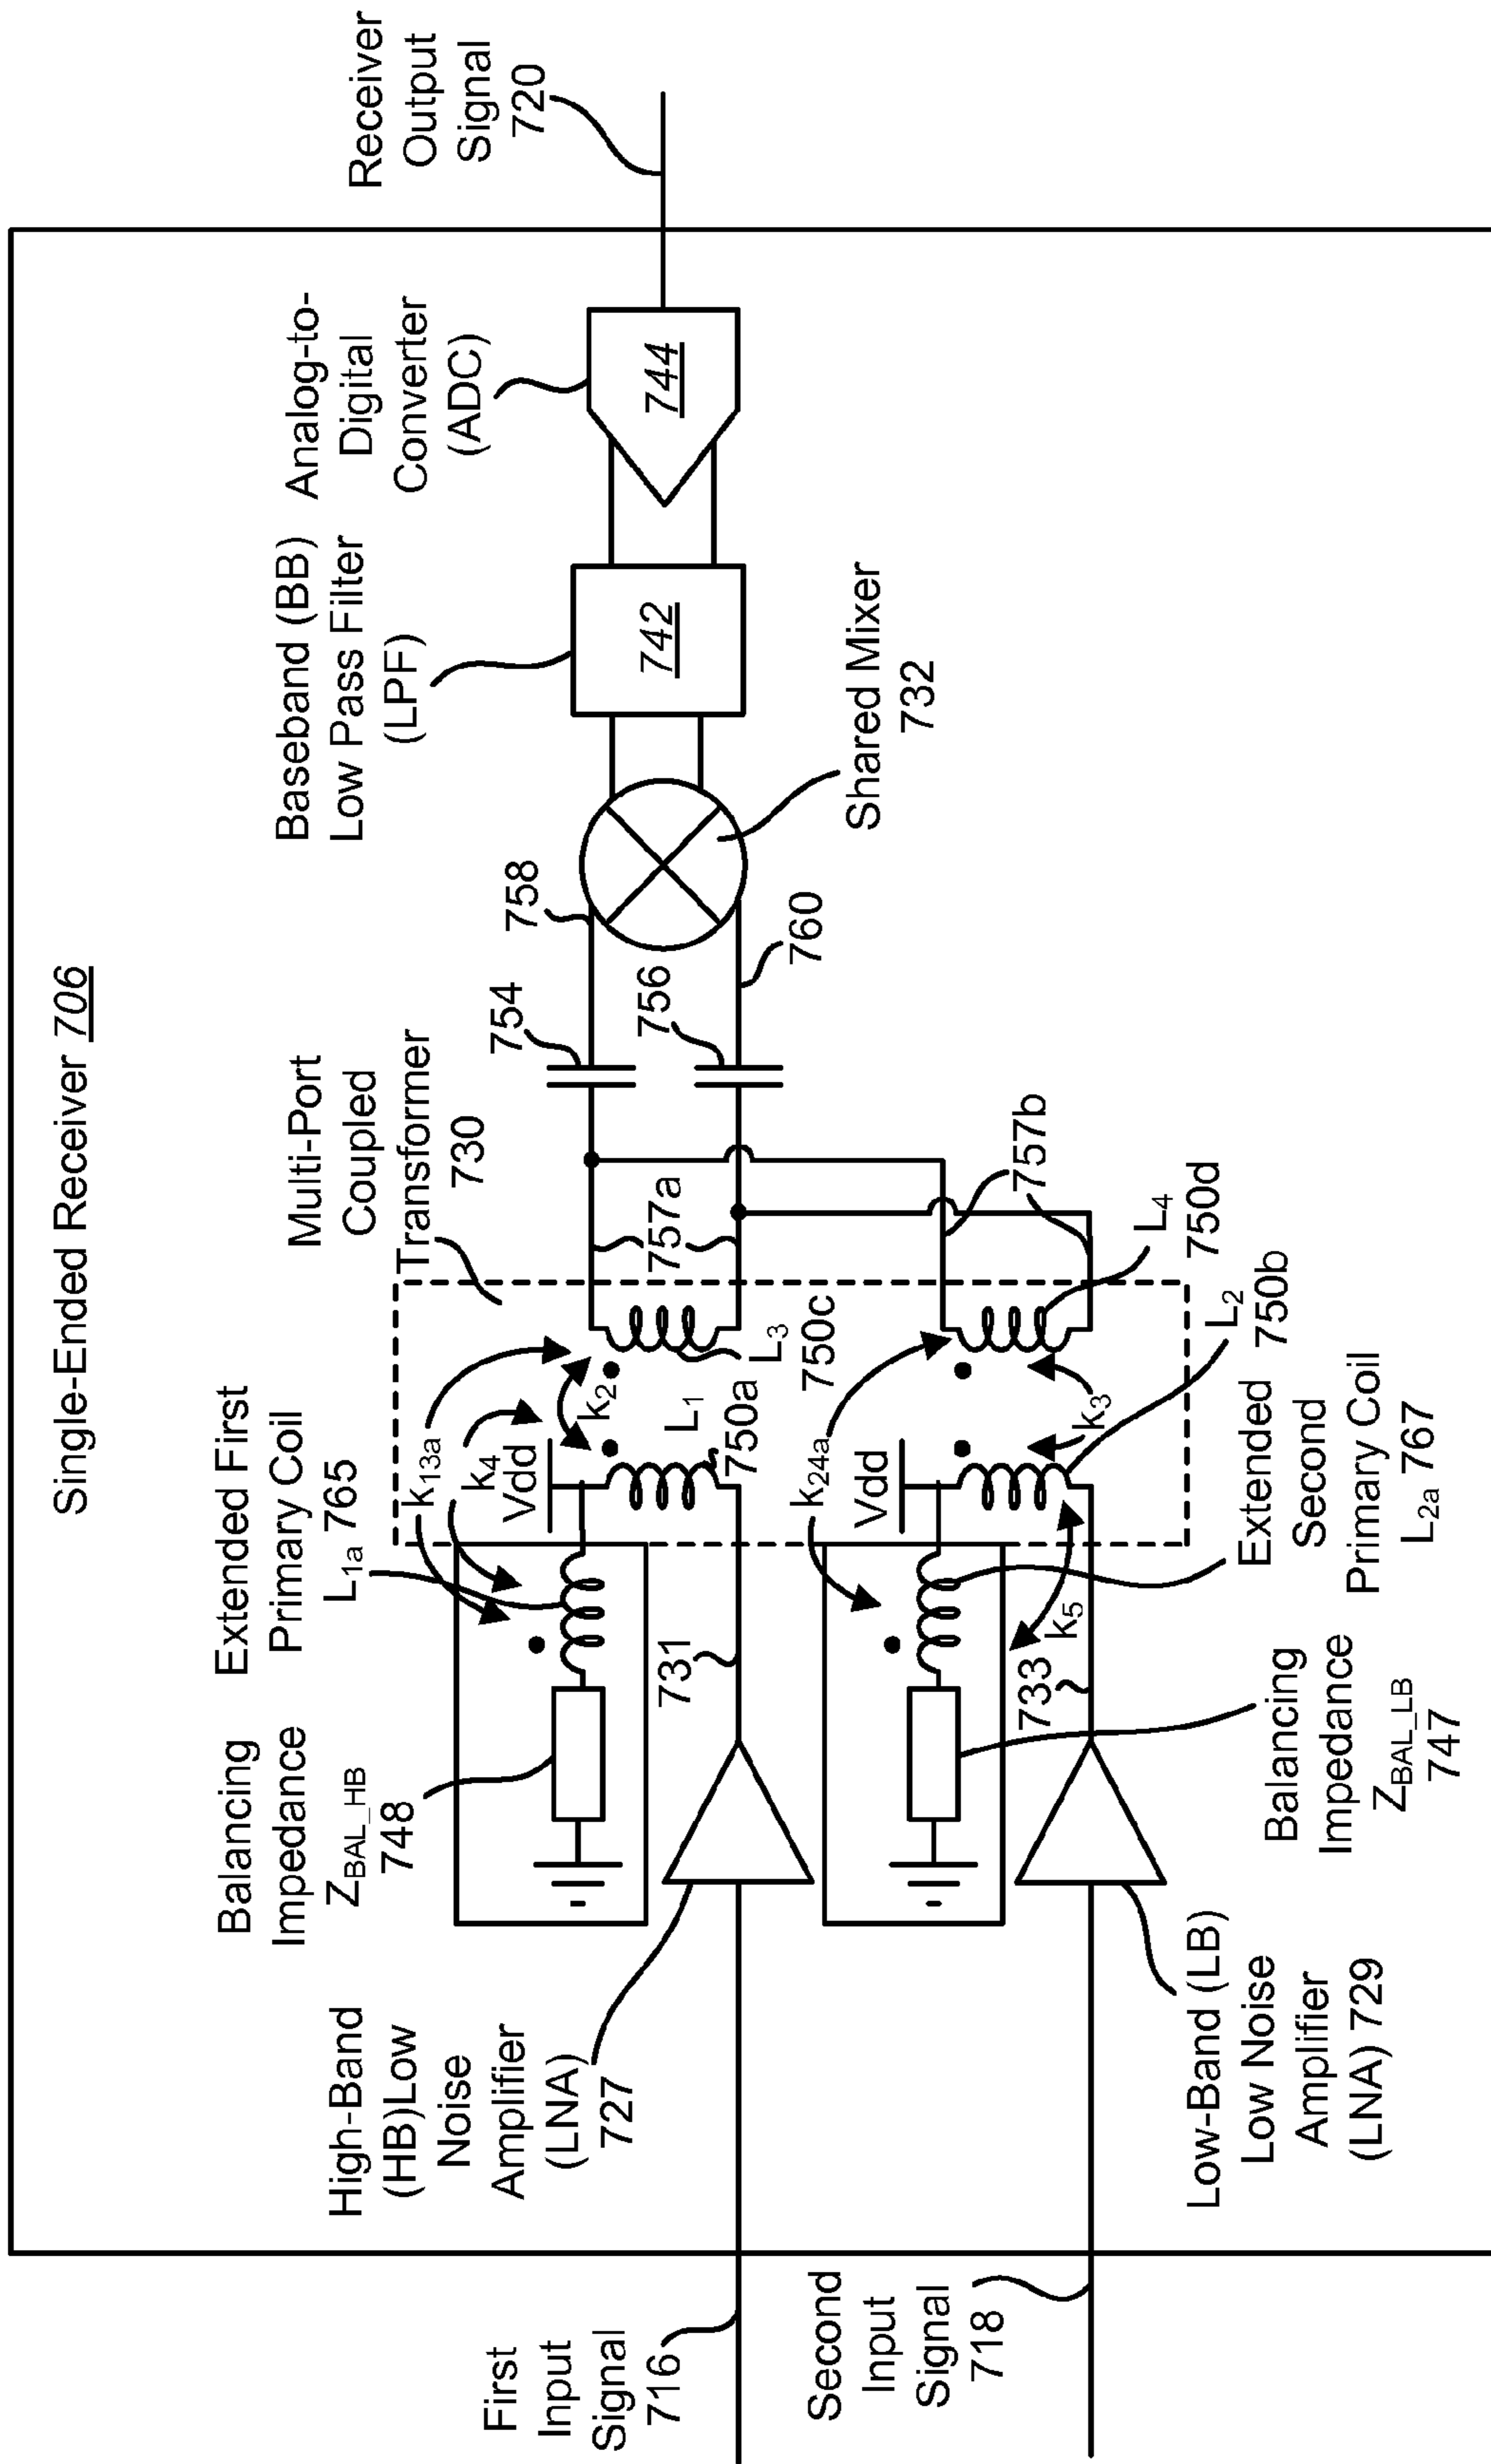 Single-Ended Receiver 706
Multi-Port
Coupled
Transformer
730
Extended First
Primary Coil
L1a 765
Balancing
Impedance
ZBAL_HB
748
High-Band
(HB)Low
Noise
Amplifier
(LNA)
727
First
Input
Signal
716
Second
Input
Signal
718
Low-Band (LB)
Low Noise
Amplifier
(LNA) 729
Balancing
Impedance
ZBAL_LB
747
Extended
Second
Primary Coil
L2a 767
k13a
k4
k2
Vdd
L1
750a
L3
750c
731
k24a
Vdd
k3
k5
733
L2
750b
L4
750d
757a
757b
754
756
758
760
Shared Mixer
732
Baseband (BB)
Low Pass Filter
(LPF)
742
Analog-to-
Digital
Converter
(ADC)
744
Receiver
Output
Signal
720